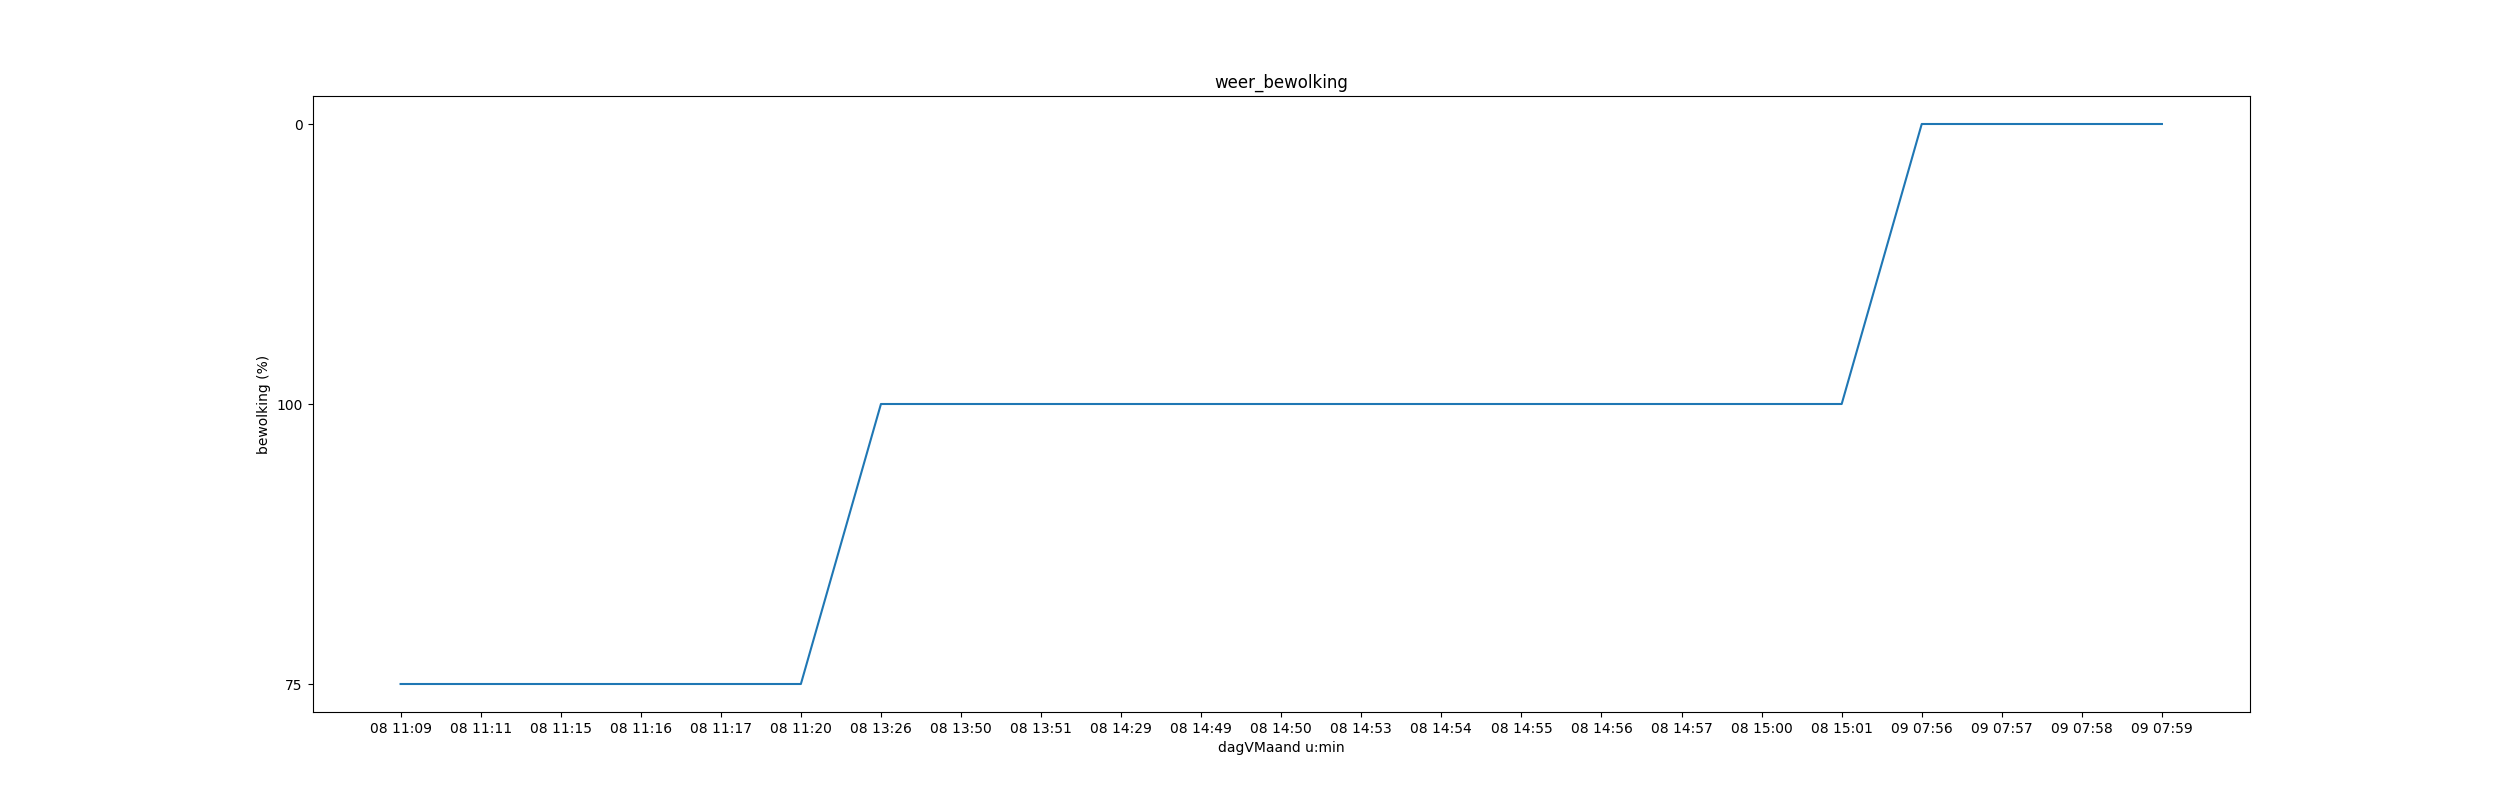 weer_bewolking
0
100
75
bewolking (%)
08 11:09 08 11:11 08 11:15 08 11:16 08 11:17 08 11:20 08 13:26 08 13:50 08 13:51 08 14:29 08 14:49 08 14:50 08 14:53 08 14:54 08 14:55 08 14:56 08 14:57 08 15:00 08 15:01 09 07:56 09 07:57 09 07:58 09 07:59
dagVMaand u:min